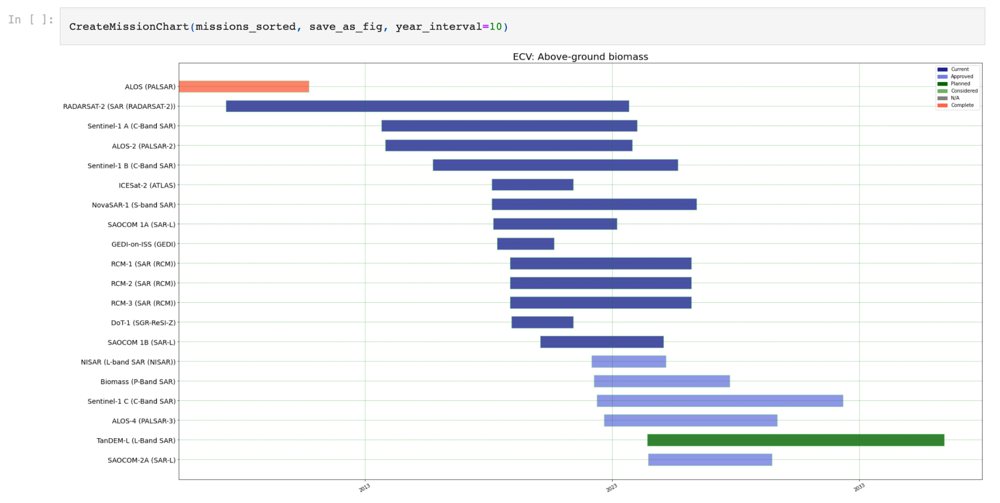 In [ ]:
CreateMissionChart(missions_sorted, save_as_fig, year_interval=10)
ECV: Above-ground biomass
Current
Approved
Planned
Considered
N/A
Complete
ALOS (PALSAR)
RADARSAT-2 (SAR (RADARSAT-2))
Sentinel-1 A (C-Band SAR)
ALOS-2 (PALSAR-2)
Sentinel-1 B (C-Band SAR)
ICESat-2 (ATLAS)
NovaSAR-1 (S-band SAR)
SAOCOM 1A (SAR-L)
GEDI-on-ISS (GEDI)
RCM-1 (SAR (RCM))
RCM-2 (SAR (RCM))
RCM-3 (SAR (RCM))
DoT-1 (SGR-ReSI-Z)
SAOCOM 1B (SAR-L)
NISAR (L-band SAR (NISAR))
Biomass (P-Band SAR)
Sentinel-1 C (C-Band SAR)
ALOS-4 (PALSAR-3)
TanDEM-L (L-Band SAR)
SAOCOM-2A (SAR-L)
2013
2023
2033